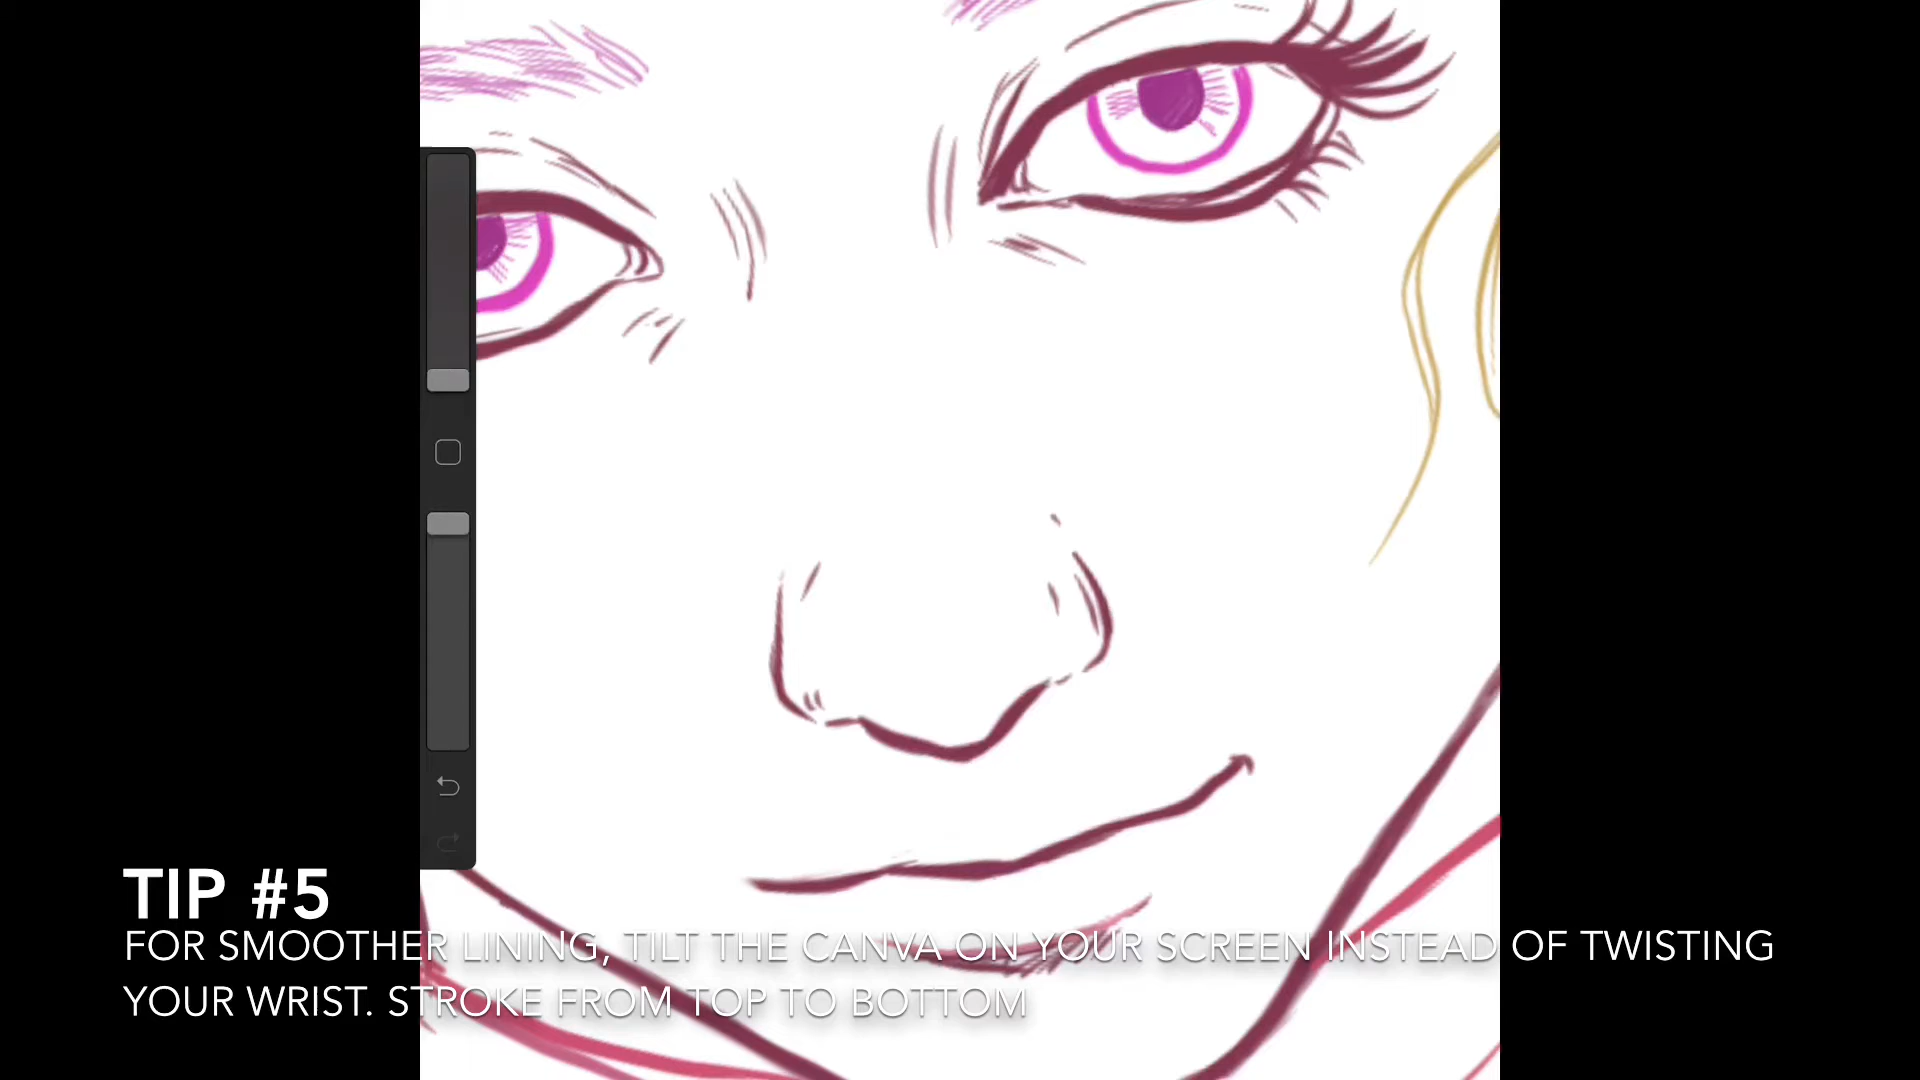 TIP #5
FOR SMOOTHER LINING, TILT THE CANVA ON YOUR SCREEN INSTEAD OF TWISTING
YOUR WRIST. STROKE FROM TOP TO BOTTOM